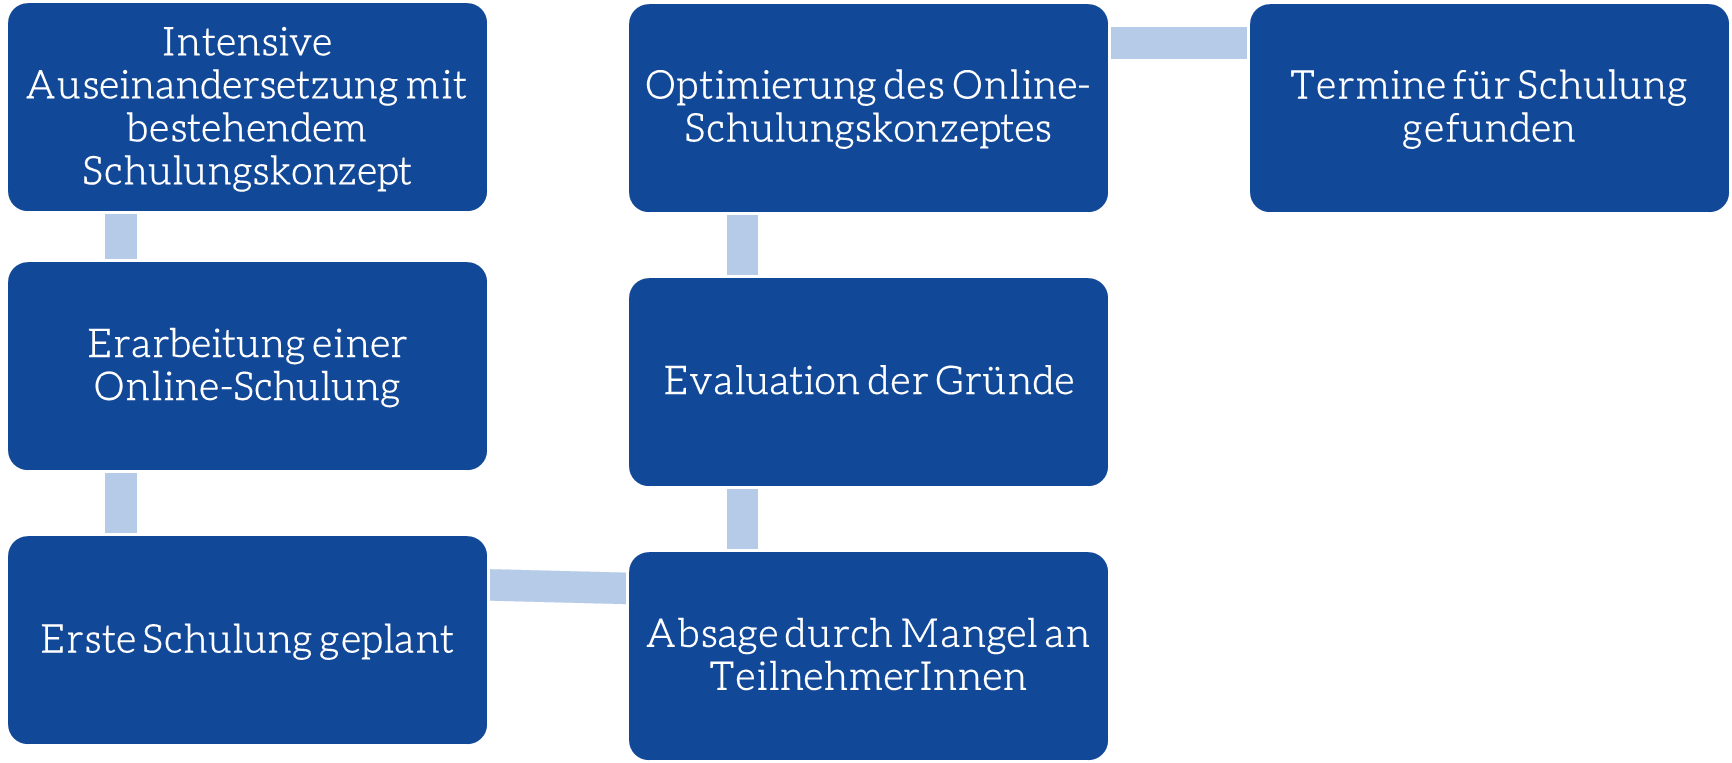 Intensive
Auseinandersetzung mit
bestehendem
Schulungskonzept
Erarbeitung einer
Online-Schulung
Erste Schulung geplant
Absage durch Mangel an
TeilnehmerInnen
Evaluation der Gründe
Optimierung des Online-
Schulungskonzeptes
Termine für Schulung
gefunden